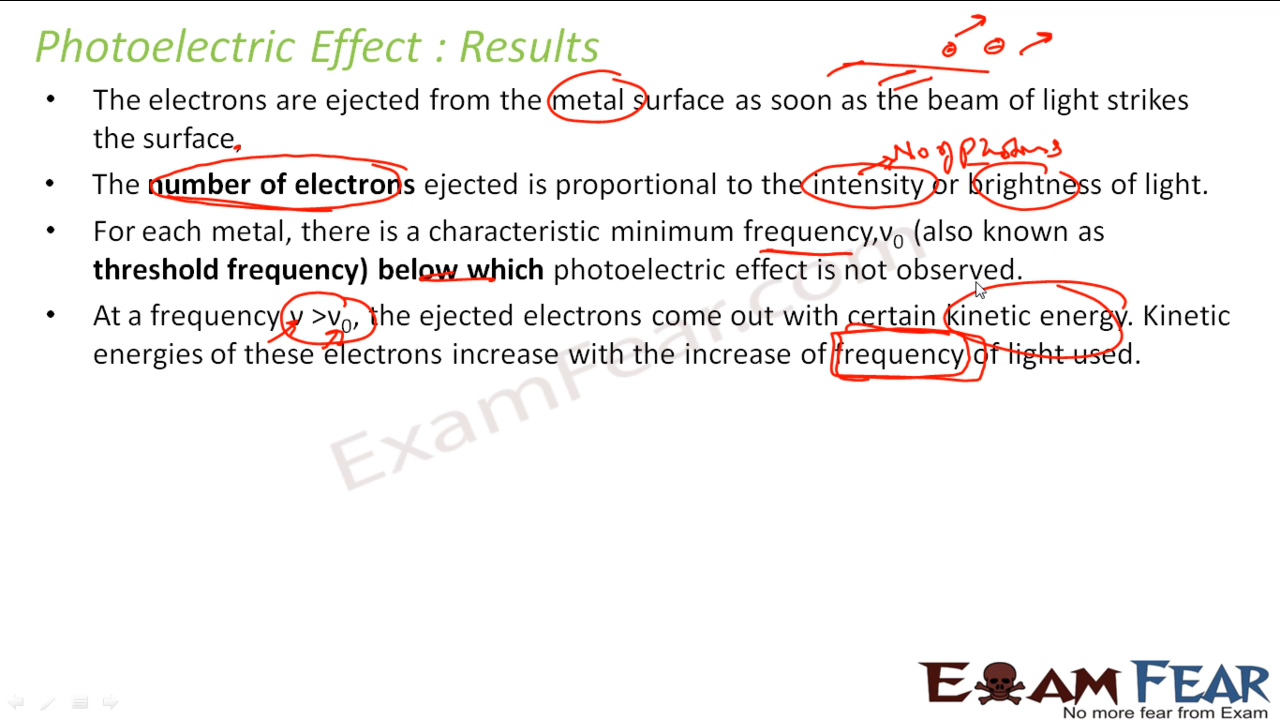 Photoelectric Effect : Results
• The electrons are ejected from the metal surface as soon as the beam of light strikes
the surface,
No of Photons
• The number of electrons ejected is proportional to the intensity or brightness of light.
• For each metal, there is a characteristic minimum frequency,ν₀ (also known as
threshold frequency) below which photoelectric effect is not observed.
• At a frequency ν >ν₀, the ejected electrons come out with certain kinetic energy. Kinetic
energies of these electrons increase with the increase of frequency of light used.
ExamFear.com
EXAM FEAR
No more fear from Exam